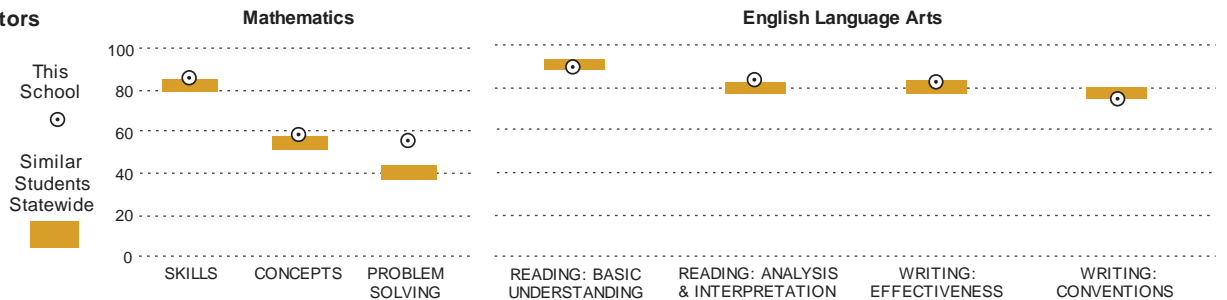 tors
Mathematics
English Language Arts
This
School
Similar
Students
Statewide
100
80
60
40
20
0
SKILLS
CONCEPTS
PROBLEM
SOLVING
READING: BASIC
UNDERSTANDING
READING: ANALYSIS
& INTERPRETATION
WRITING:
EFFECTIVENESS
WRITING:
CONVENTIONS